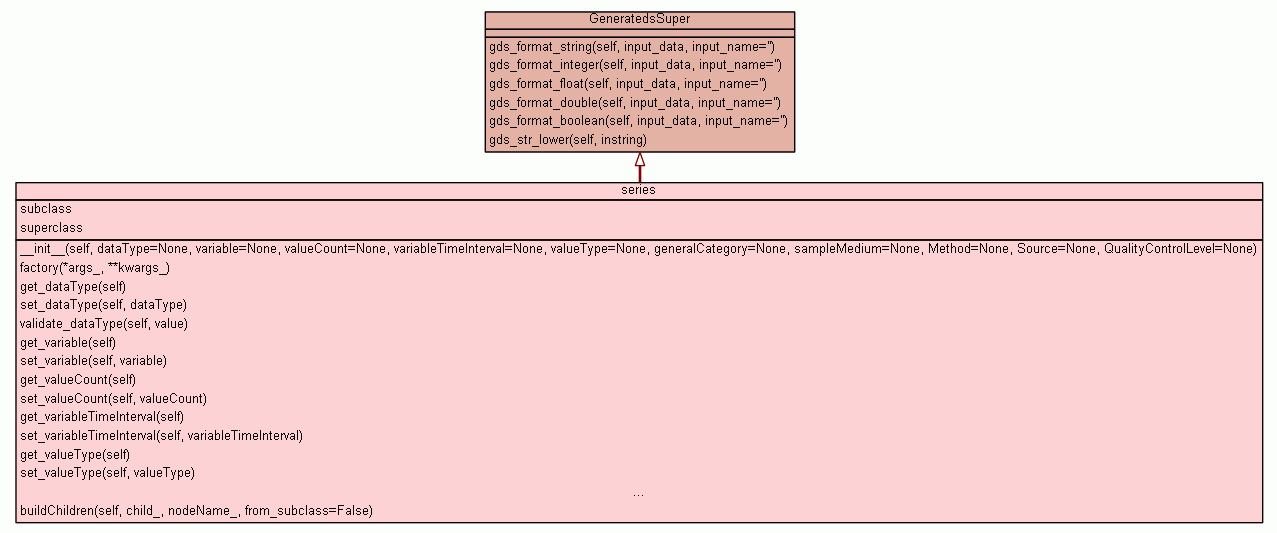 GeneratedsSuper
gds_format_string(self, input_data, input_name='')
gds_format_integer(self, input_data, input_name='')
gds_format_float(self, input_data, input_name='')
gds_format_double(self, input_data, input_name='')
gds_format_boolean(self, input_data, input_name='')
gds_str_lower(self, instring)
series
subclass
superclass
__init__(self, dataType=None, variable=None, valueCount=None, variableTimeInterval=None, valueType=None, generalCategory=None, sampleMedium=None, Method=None, Source=None, QualityControlLevel=None)
factory(*args_, **kwargs_)
get_dataType(self)
set_dataType(self, dataType)
validate_dataType(self, value)
get_variable(self)
set_variable(self, variable)
get_valueCount(self)
set_valueCount(self, valueCount)
get_variableTimeInterval(self)
set_variableTimeInterval(self, variableTimeInterval)
get_valueType(self)
set_valueType(self, valueType)
...
buildChildren(self, child_, nodeName_, from_subclass=False)